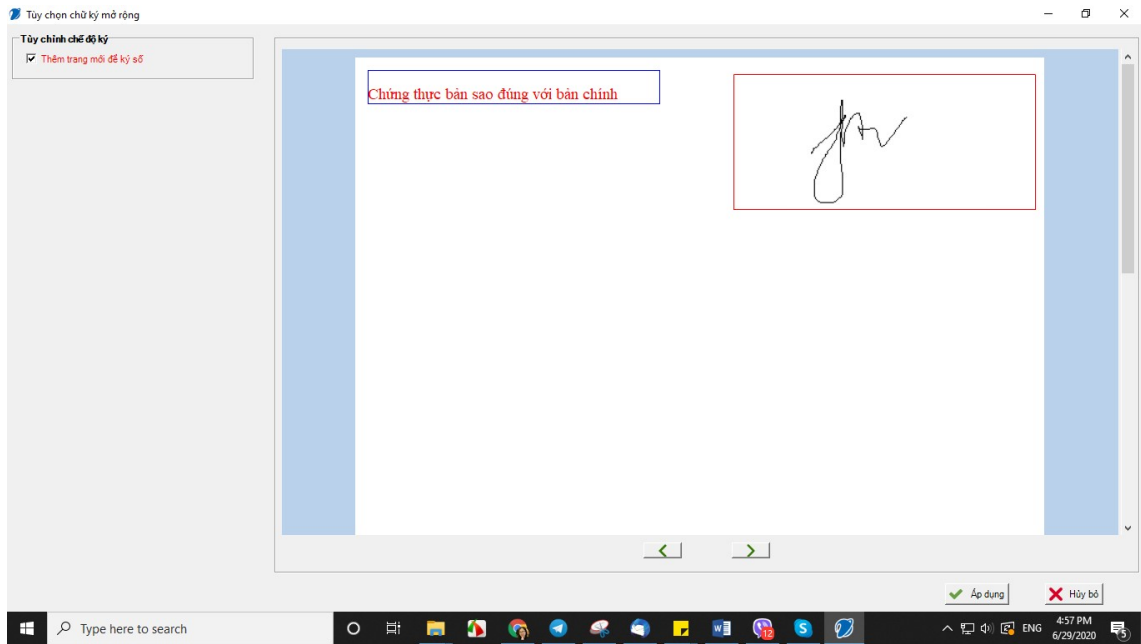 Tùy chọn chữ ký mở rộng
Tùy chỉnh chế độ ký
Thêm trang mới để ký số
Chứng thực bản sao đúng với bản chính
Áp dụng
Hủy bỏ
Type here to search
12
ENG
4:57 PM
6/29/2020
5